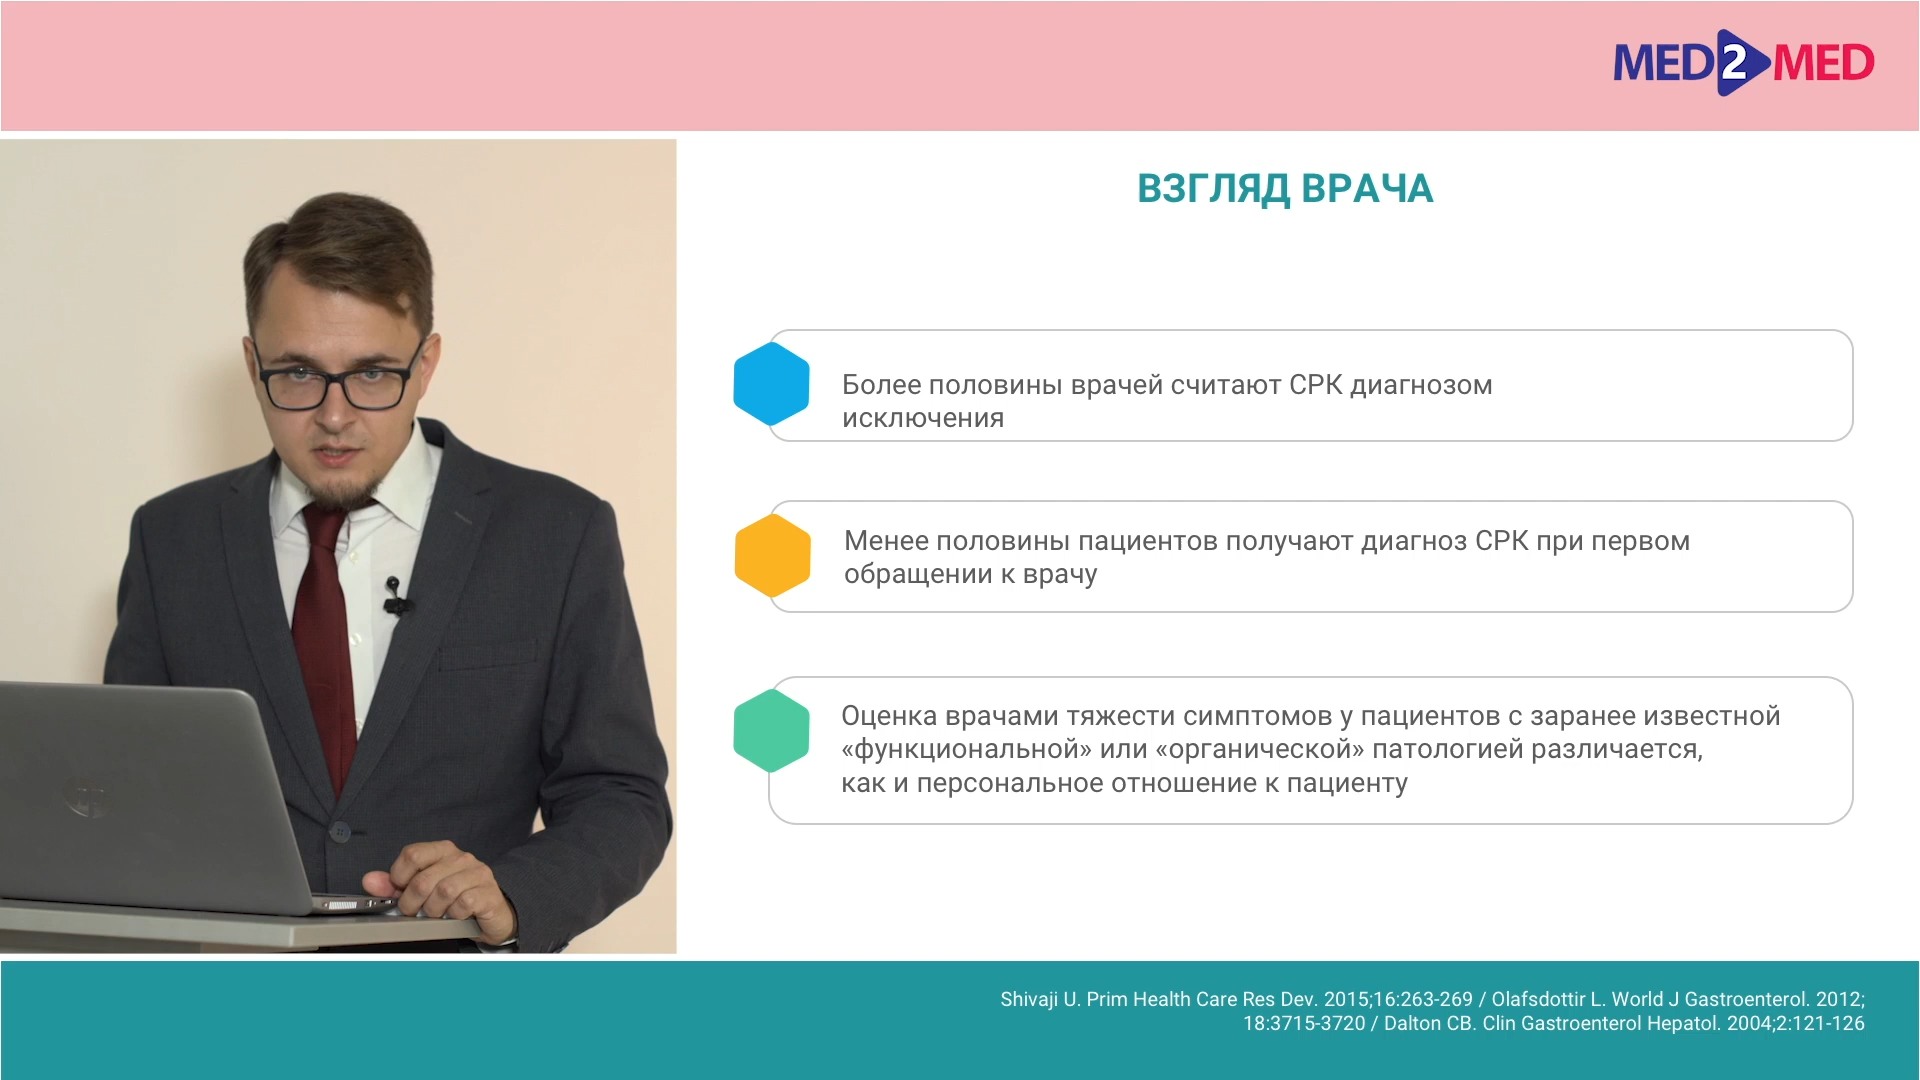 MED2MED
ВЗГЛЯД ВРАЧА
Более половины врачей считают СРК диагнозом
исключения
Менее половины пациентов получают диагноз СРК при первом
обращении к врачу
Оценка врачами тяжести симптомов у пациентов с заранее известной
«функциональной» или «органической» патологией различается,
как и персональное отношение к пациенту
Shivaji U. Prim Health Care Res Dev. 2015;16:263-269 / Olafsdottir L. World J Gastroenterol. 2012;
18:3715-3720 / Dalton CB. Clin Gastroenterol Hepatol. 2004;2:121-126